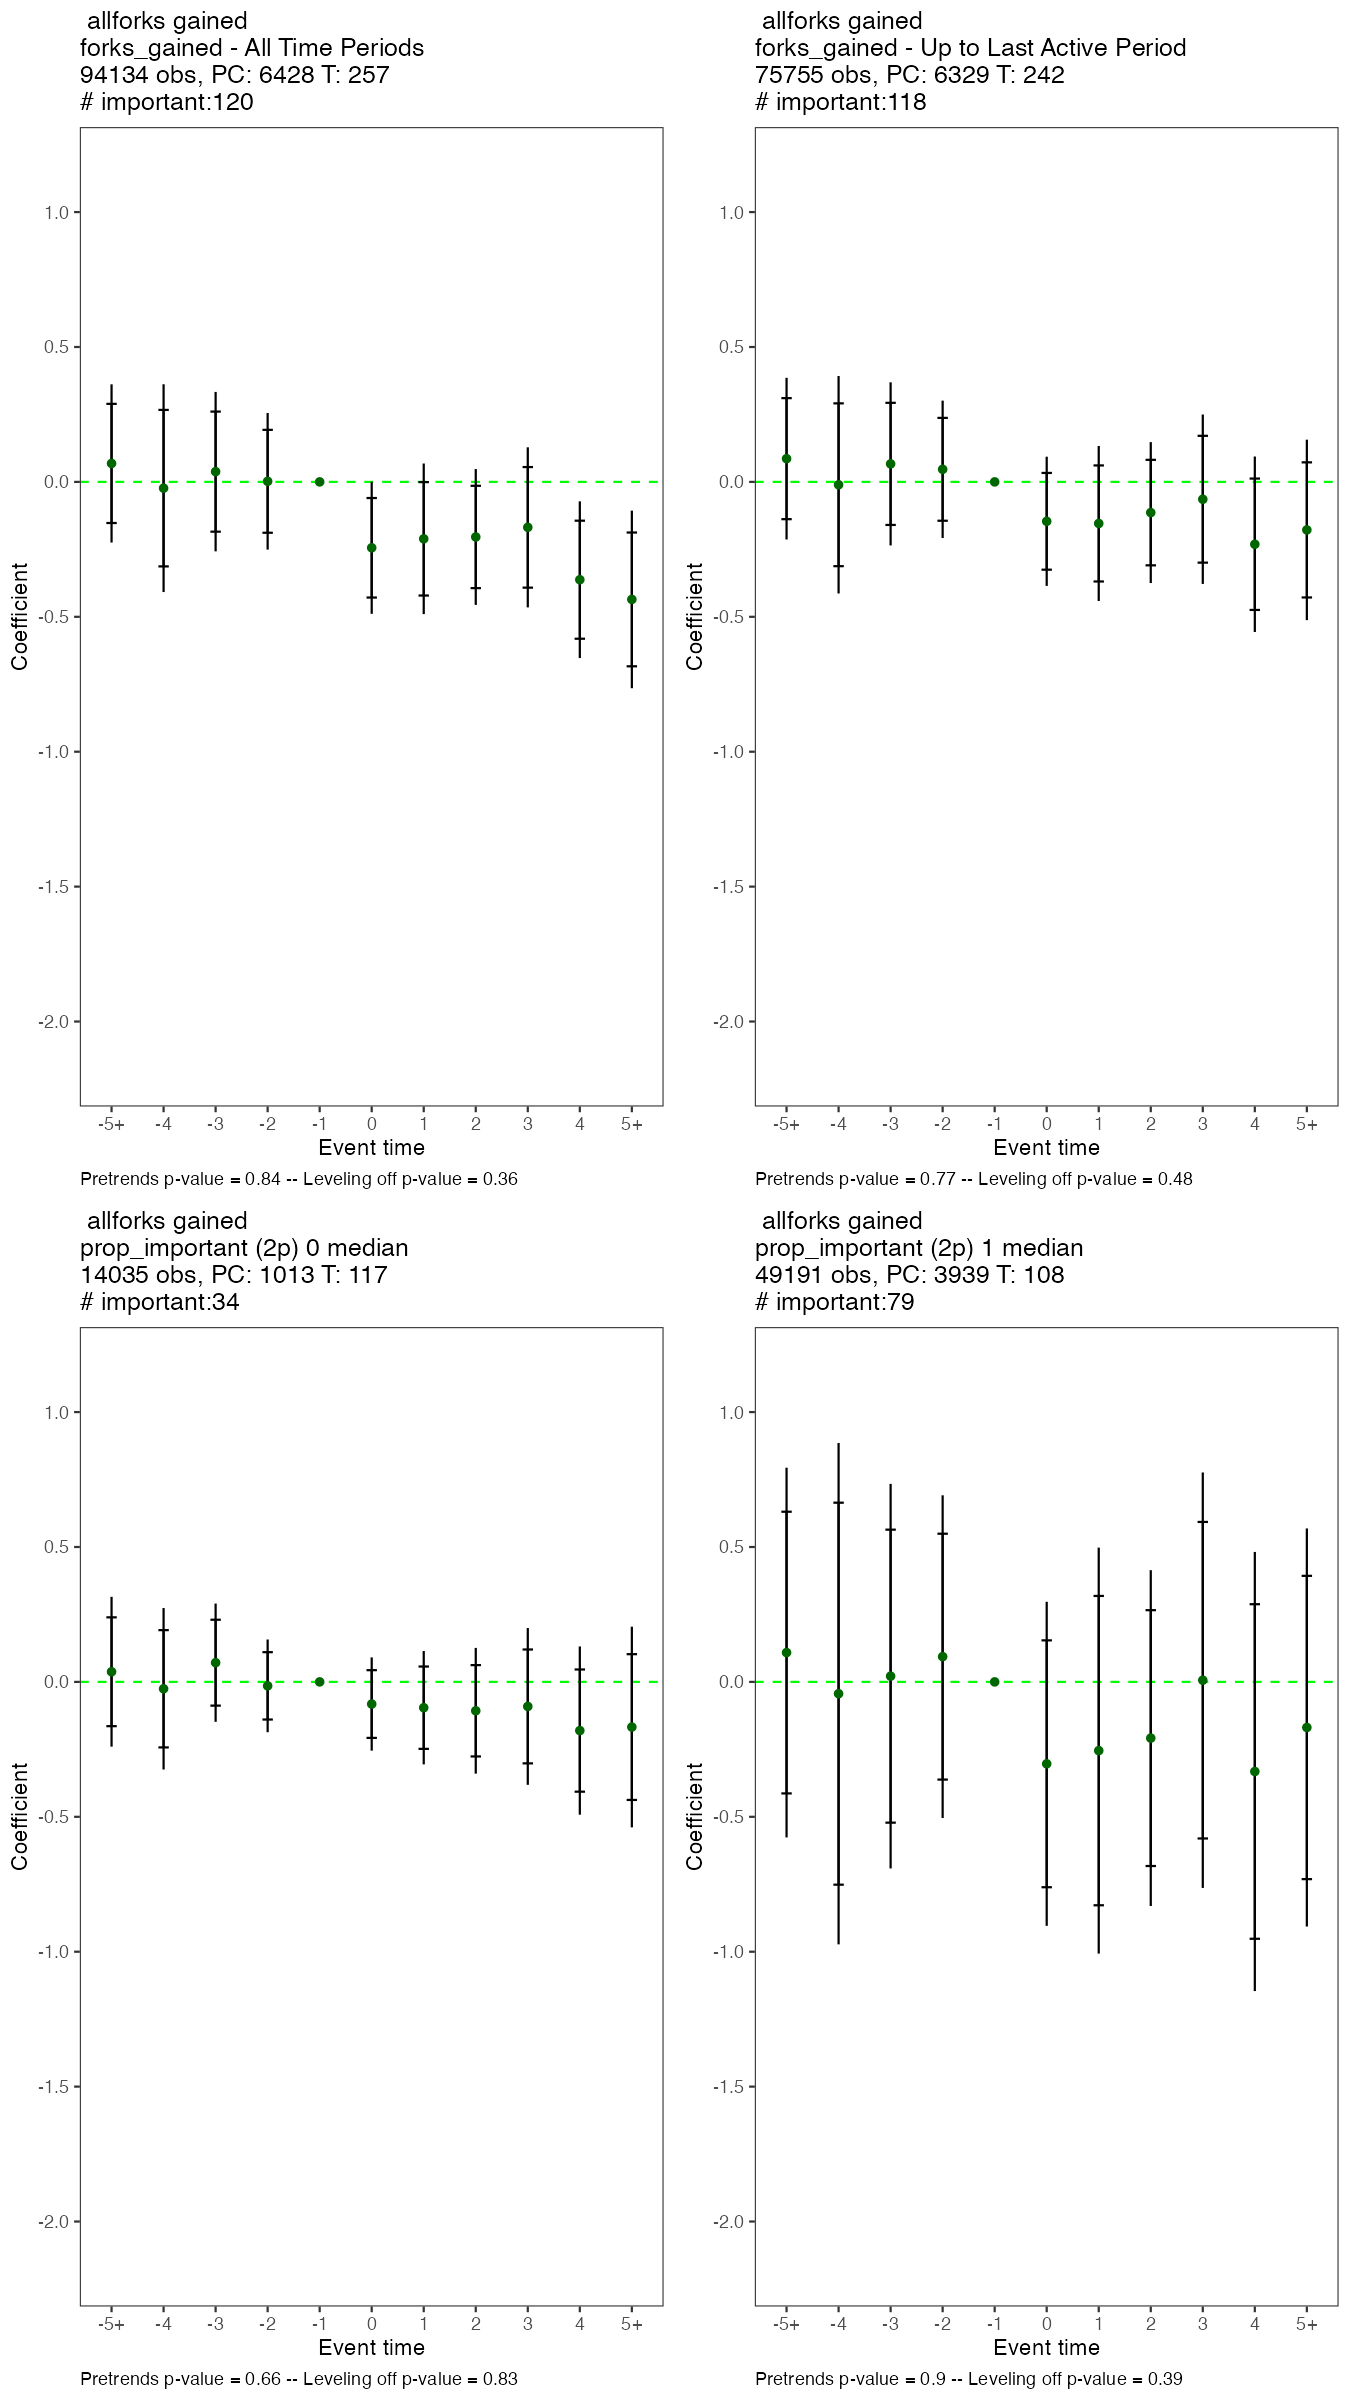 allforks gained
forks_gained - All Time Periods
94134 obs, PC: 6428 T: 257
# important:120
1.0
0.5
0.0
-0.5
-1.0
-1.5
-2.0
Coefficient
-5+ -4 -3 -2 -1 0 1 2 3 4 5+
Event time
Pretrends p-value = 0.84 -- Leveling off p-value = 0.36
allforks gained
forks_gained - Up to Last Active Period
75755 obs, PC: 6329 T: 242
# important:118
1.0
0.5
0.0
-0.5
-1.0
-1.5
-2.0
Coefficient
-5+ -4 -3 -2 -1 0 1 2 3 4 5+
Event time
Pretrends p-value = 0.77 -- Leveling off p-value = 0.48
allforks gained
prop_important (2p) 0 median
14035 obs, PC: 1013 T: 117
# important:34
1.0
0.5
0.0
-0.5
-1.0
-1.5
-2.0
Coefficient
-5+ -4 -3 -2 -1 0 1 2 3 4 5+
Event time
Pretrends p-value = 0.66 -- Leveling off p-value = 0.83
allforks gained
prop_important (2p) 1 median
49191 obs, PC: 3939 T: 108
# important:79
1.0
0.5
0.0
-0.5
-1.0
-1.5
-2.0
Coefficient
-5+ -4 -3 -2 -1 0 1 2 3 4 5+
Event time
Pretrends p-value = 0.9 -- Leveling off p-value = 0.39